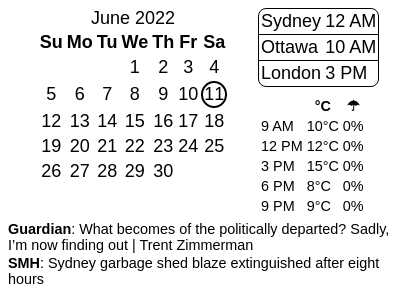 June 2022
Su Mo Tu We Th Fr Sa
1 2 3 4
5 6 7 8 9 10 11
12 13 14 15 16 17 18
19 20 21 22 23 24 25
26 27 28 29 30
Sydney 12 AM
Ottawa 10 AM
London 3 PM
°C ☂
9 AM 10°C 0%
12 PM 12°C 0%
3 PM 15°C 0%
6 PM 8°C 0%
9 PM 9°C 0%
Guardian: What becomes of the politically departed? Sadly,
I'm now finding out | Trent Zimmerman
SMH: Sydney garbage shed blaze extinguished after eight
hours